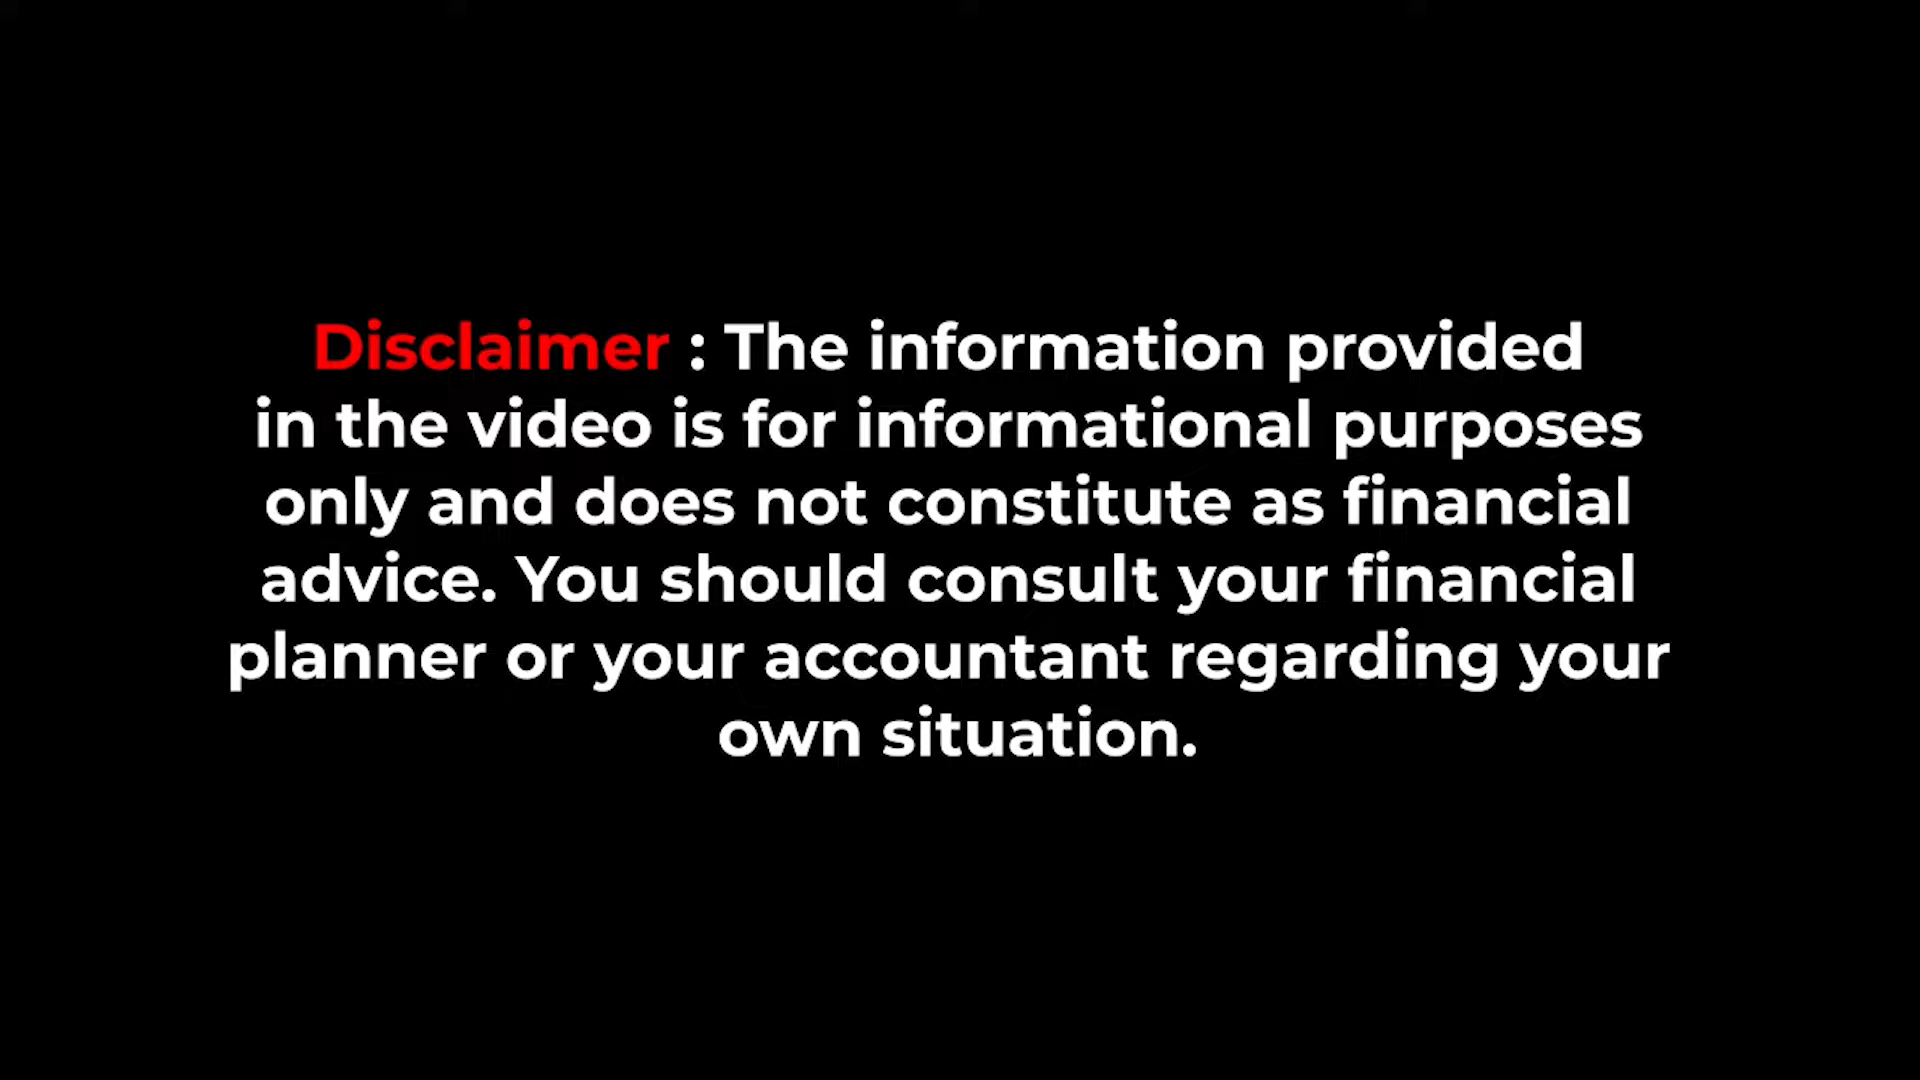 Disclaimer : The information provided
in the video is for informational purposes
only and does not constitute as financial
advice. You should consult your financial
planner or your accountant regarding your
own situation.